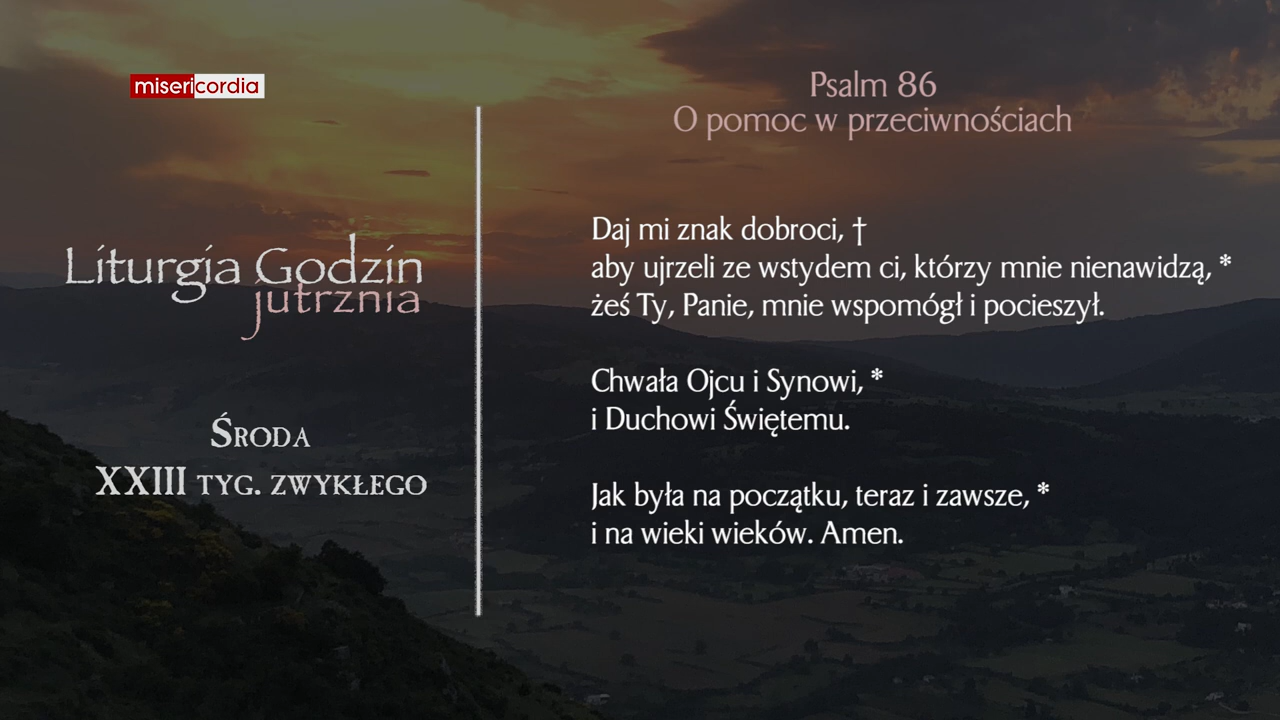 misericordia
Liturgia Godzin
jutrznia
Środa
XXIII tyg. zwykłego
Psalm 86
O pomoc w przeciwnościach
Daj mi znak dobroci, †
aby ujrzeli ze wstydem ci, którzy mnie nienawidzą, *
żeś Ty, Panie, mnie wspomógł i pocieszył.
Chwała Ojcu i Synowi, *
i Duchowi Świętemu.
Jak była na początku, teraz i zawsze, *
i na wieki wieków. Amen.